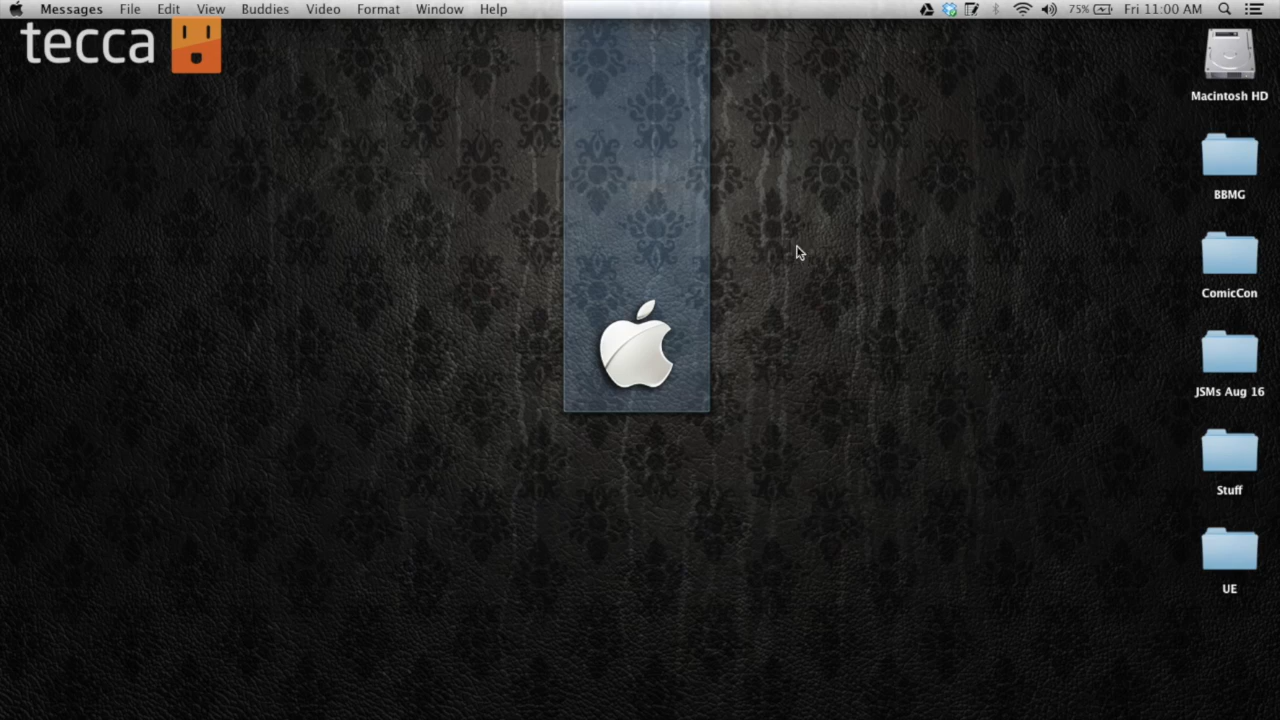 Messages File Edit View Buddies Video Format Window Help 75% Fri 11:00 AM
tecca
Macintosh HD
BBMG
ComicCon
JSMs Aug 16
Stuff
UE